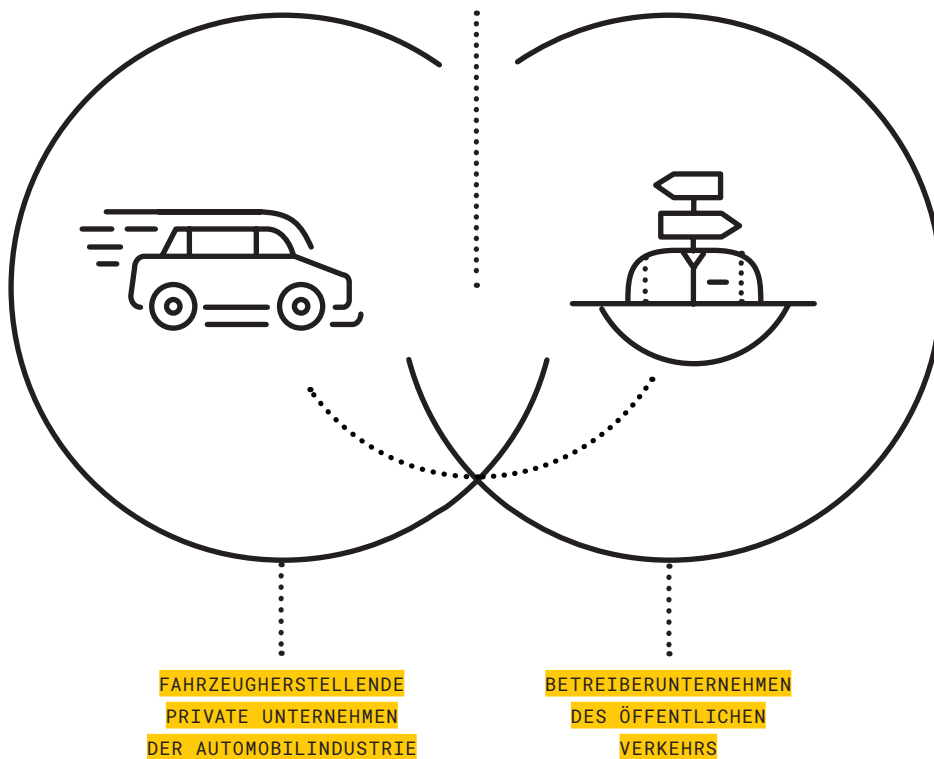 FAHRZEUGHERSTELLENDE
PRIVATE UNTERNEHMEN
DER AUTOMOBILINDUSTRIE
BETREIBERUNTERNEHMEN
DES ÖFFENTLICHEN
VERKEHRS